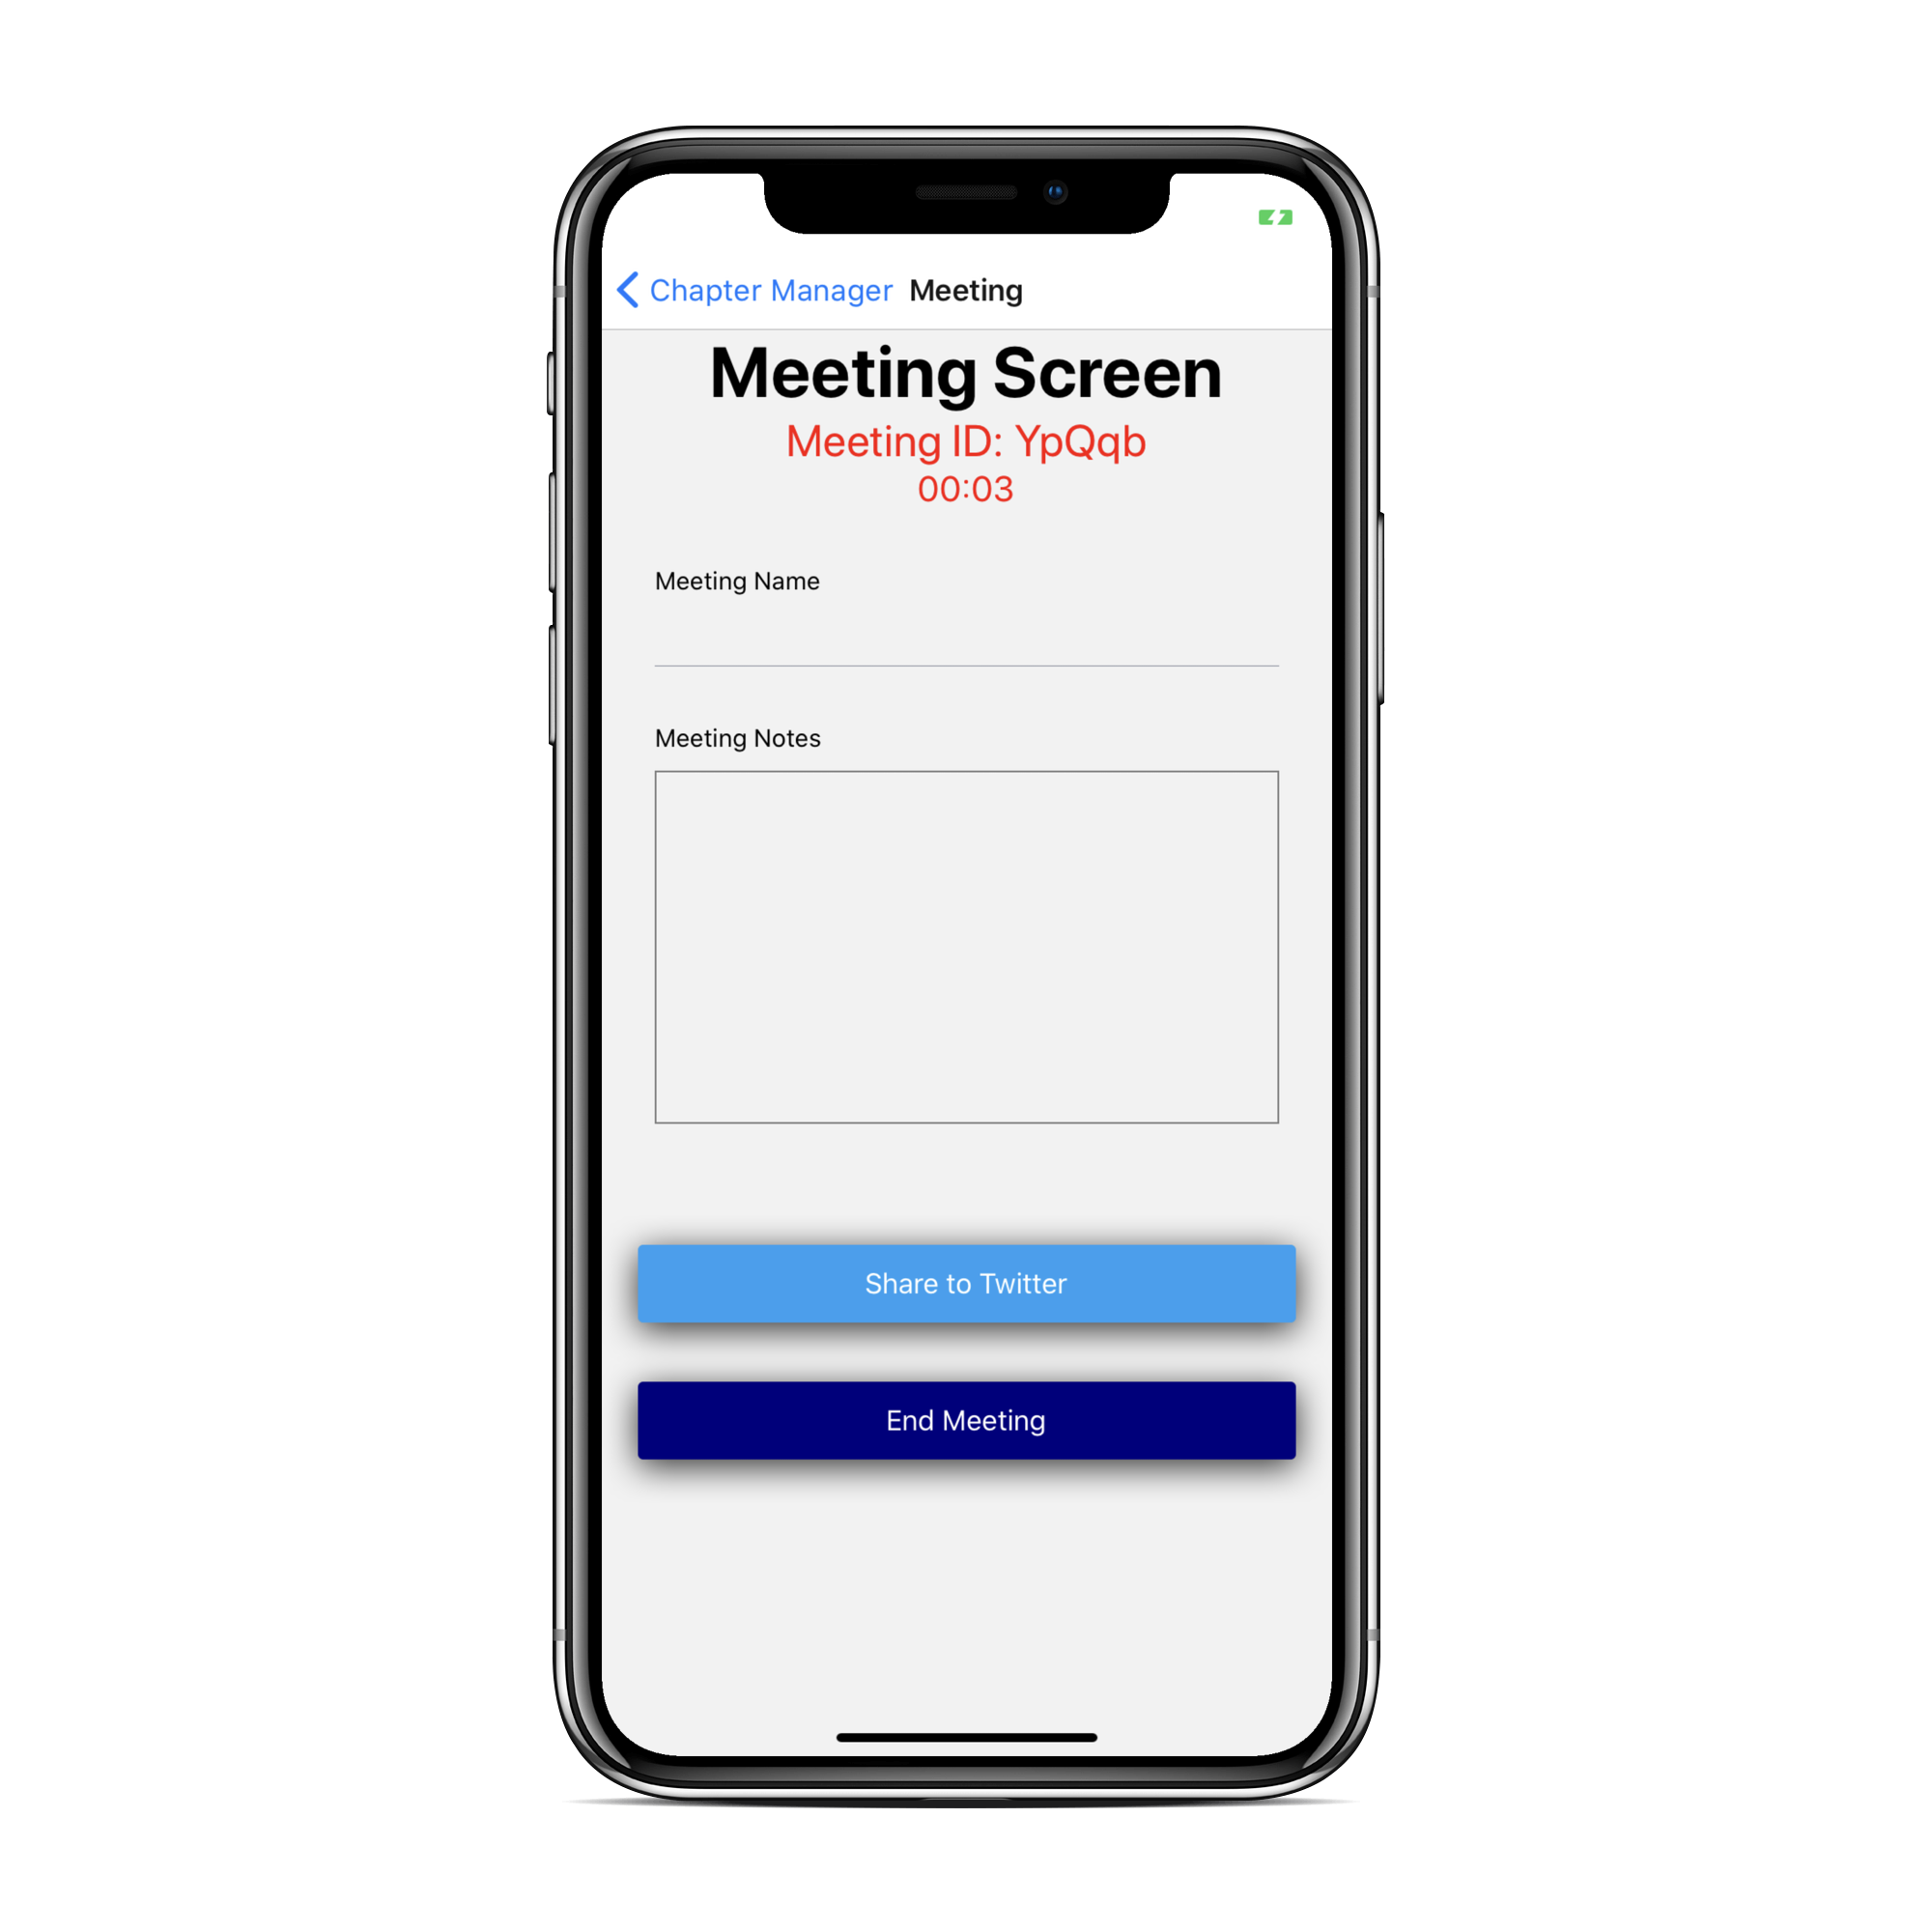 Chapter Manager Meeting
Meeting Screen
Meeting ID: YpQqb
00:03
Meeting Name
Meeting Notes
Share to Twitter
End Meeting